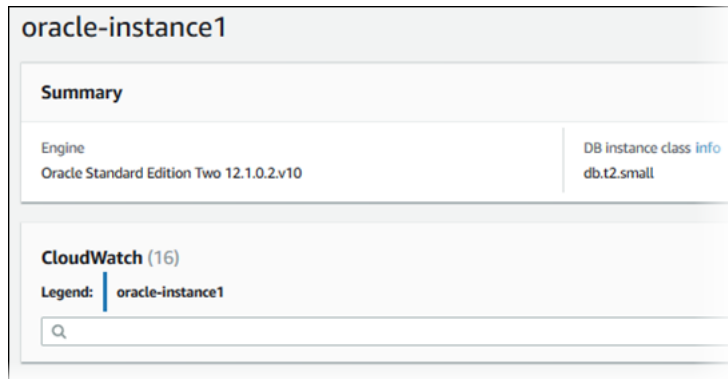 oracle-instance1
Summary
Engine
Oracle Standard Edition Two 12.1.0.2.v10
DB instance class info
db.t2.small
CloudWatch (16)
Legend: oracle-instance1